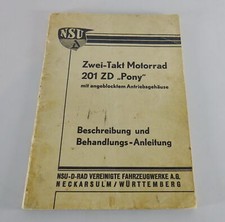 NSU
Zwei-Takt Motorrad
201 ZD „Pony"
mit angeblocktem Antriebsgehäuse
Beschreibung und
Behandlungs-Anleitung
NSU-D-RAD VEREINIGTE FAHRZEUGWERKE A.G.
NECKARSULM / WÜRTTEMBERG